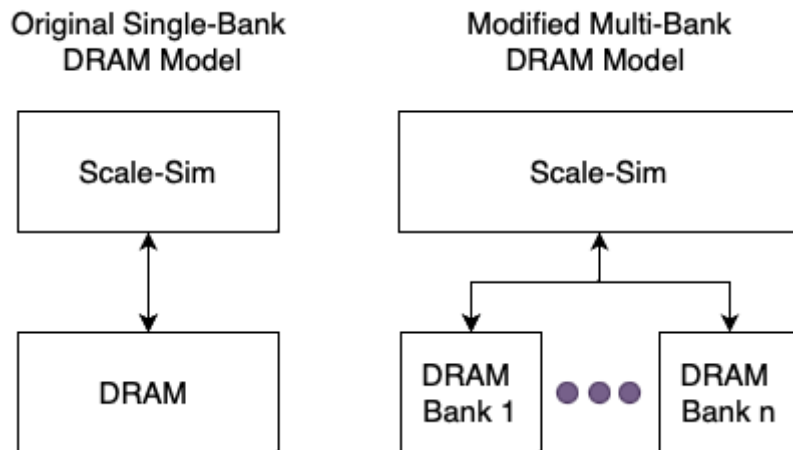 Original Single-Bank
DRAM Model
Scale-Sim
DRAM
Modified Multi-Bank
DRAM Model
Scale-Sim
DRAM
Bank 1
DRAM
Bank n